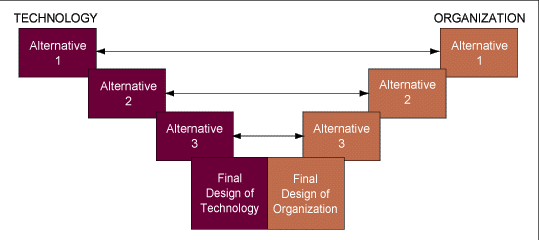 TECHNOLOGY
ORGANIZATION
Alternative
1
Alternative
1
Alternative
2
Alternative
2
Alternative
3
Alternative
3
Final
Design of
Technology
Final
Design of
Organization